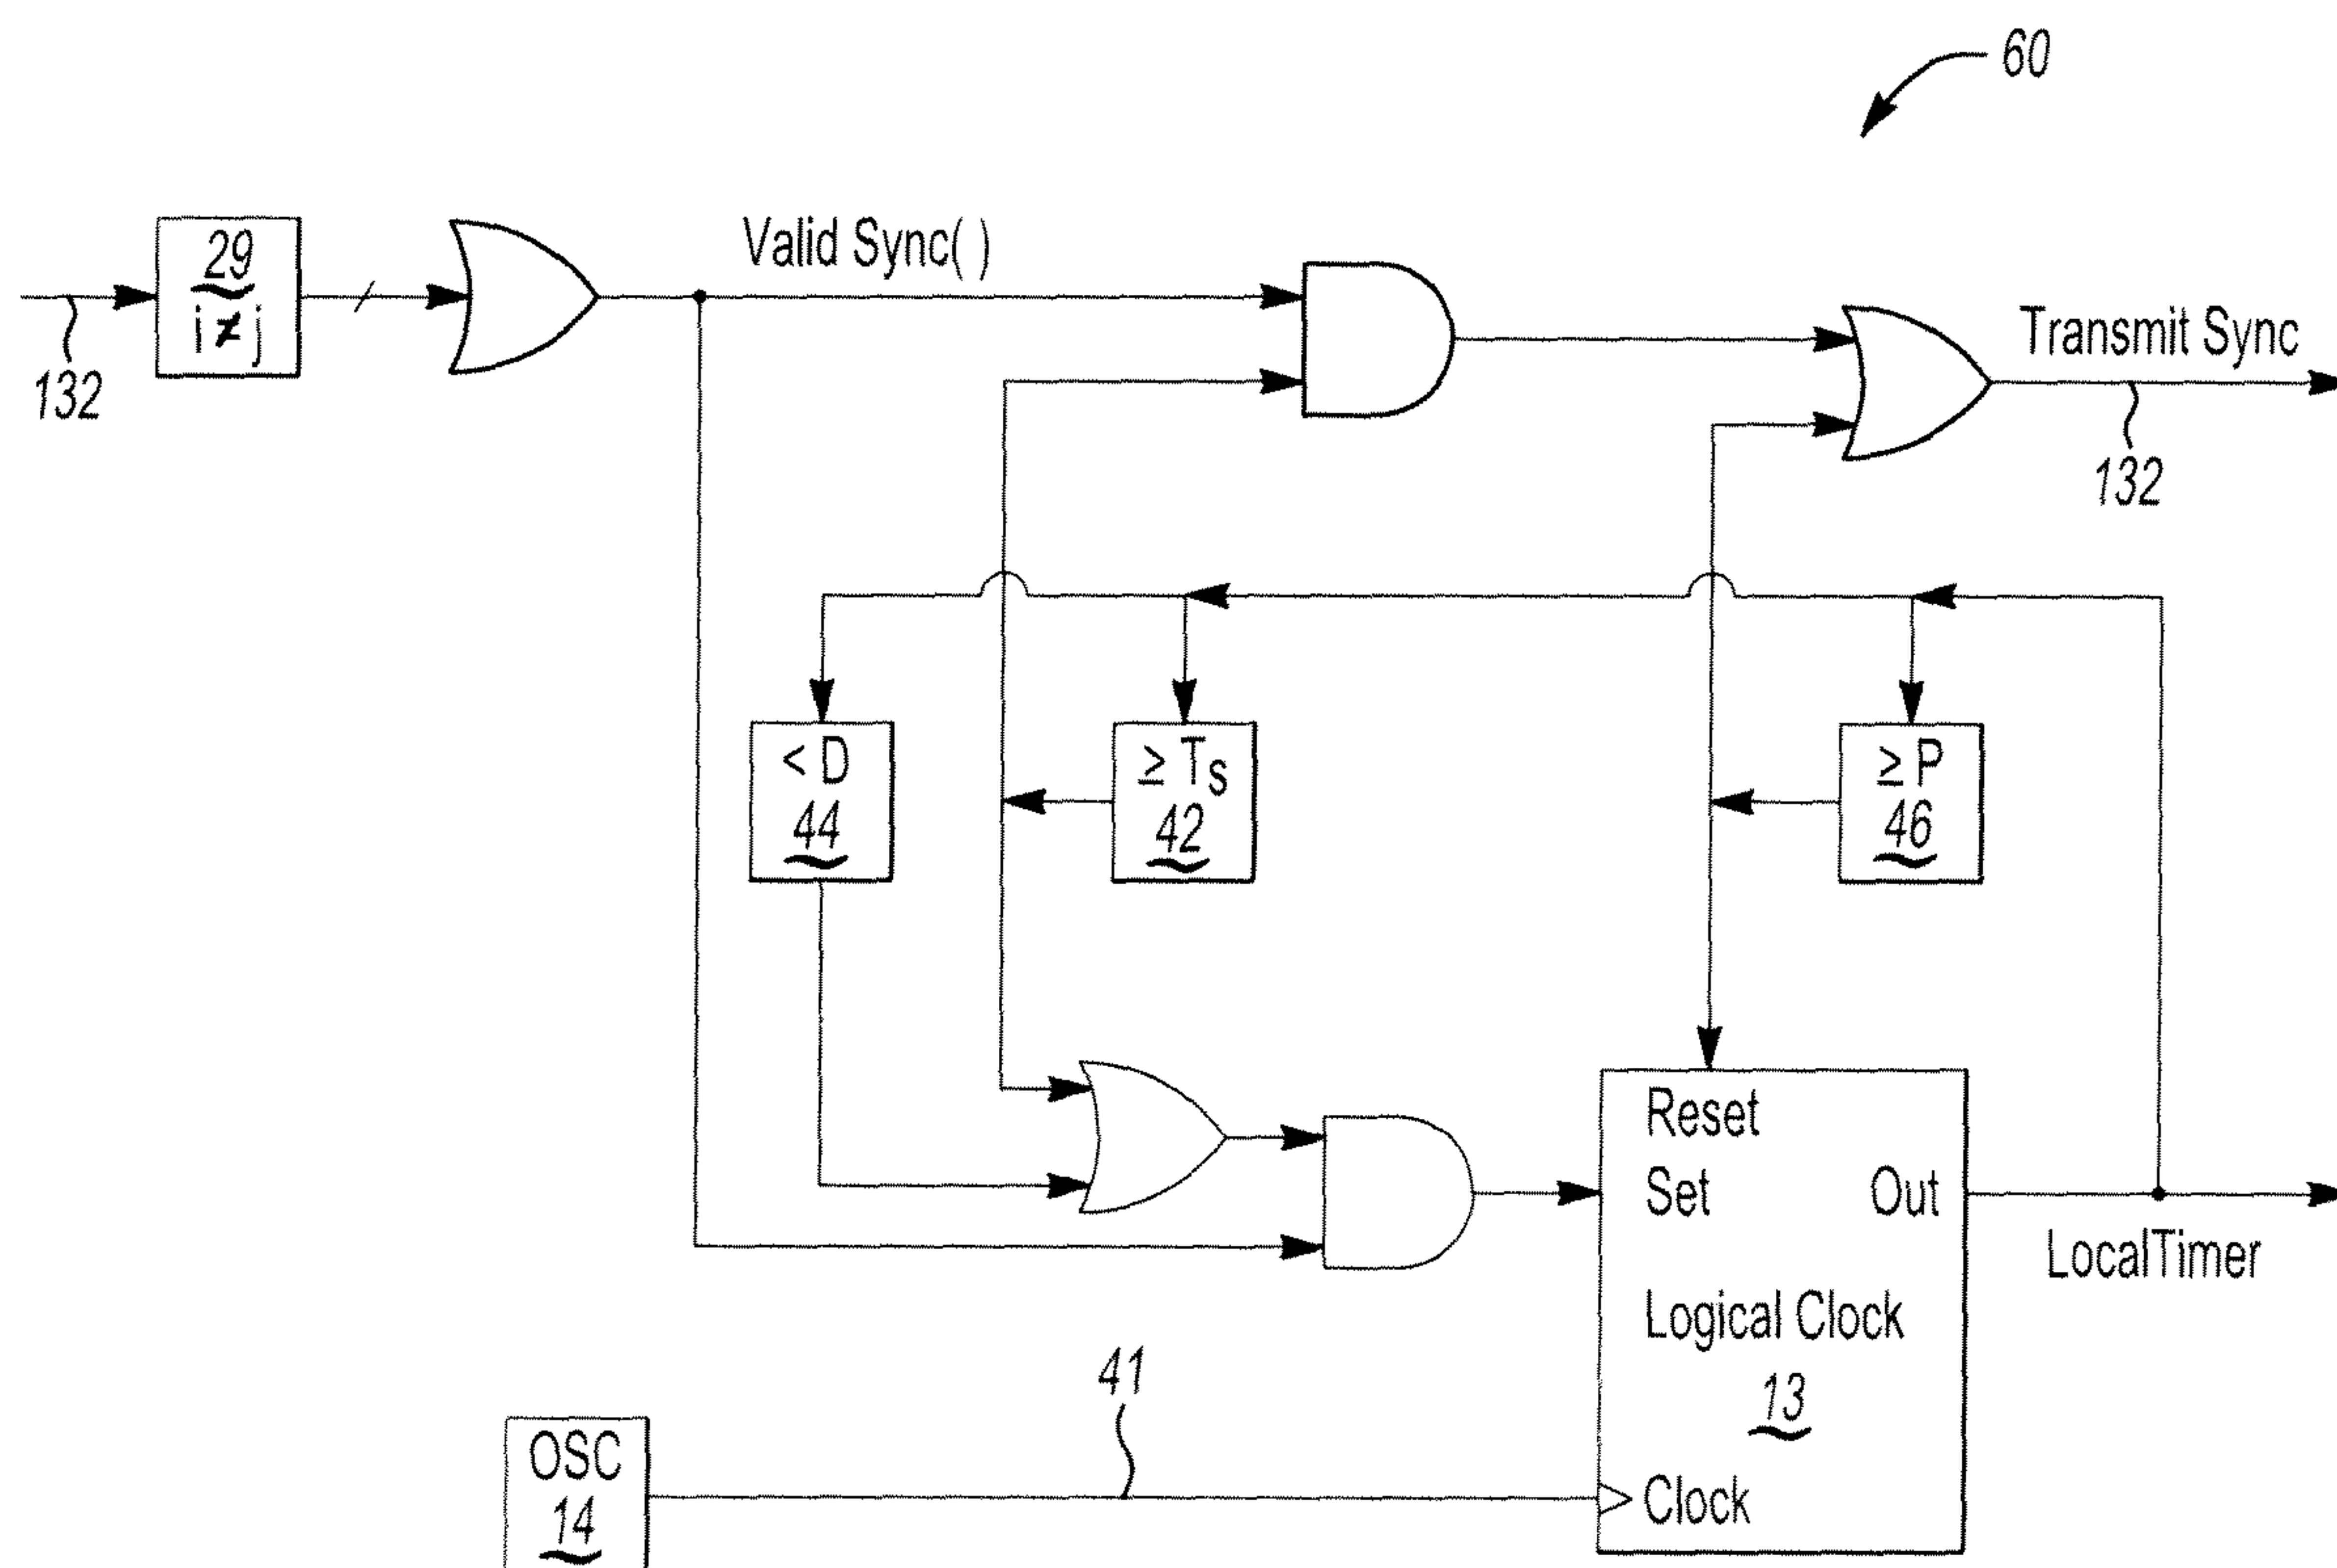 60
29
i ≠ j
132
Valid Sync( )
Transmit Sync
132
< D
44
≥ Ts
42
≥ P
46
Reset
Set
Out
LocalTimer
Logical Clock
13
41
OSC
14
Clock